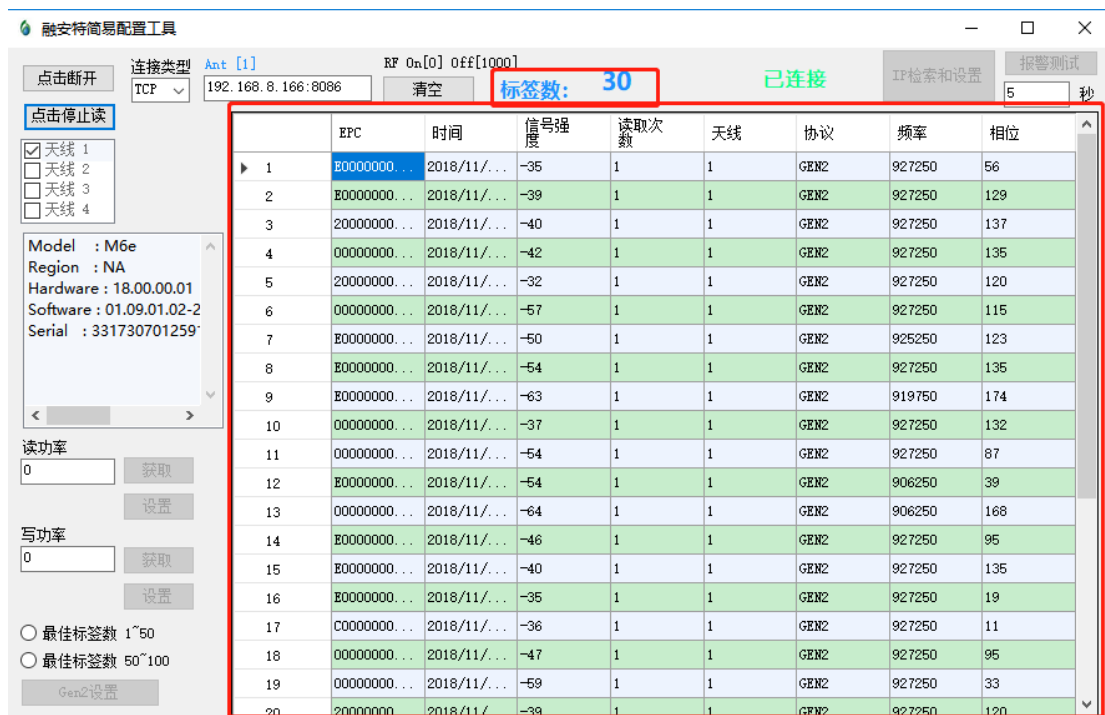 融安特简易配置工具
点击断开
连接类型
TCP
Ant [1]
RF On[0] Off[1000]
192.168.8.166:8086
清空
标签数: 30
已连接
IP检索和设置
报警测试
5 秒
点击停止读
天线 1
天线 2
天线 3
天线 4
Model : M6e
Region : NA
Hardware : 18.00.00.01
Software : 01.09.01.02-2
Serial : 331730701259
读功率
0
获取
设置
写功率
0
获取
设置
最佳标签数 1~50
最佳标签数 50~100
Gen2设置
EPC 时间 信号强度 读取次数 天线 协议 频率 相位
1 E0000000... 2018/11/... -35 1 1 GEN2 927250 56
2 E0000000... 2018/11/... -39 1 1 GEN2 927250 129
3 20000000... 2018/11/... -40 1 1 GEN2 927250 137
4 00000000... 2018/11/... -42 1 1 GEN2 927250 135
5 20000000... 2018/11/... -32 1 1 GEN2 927250 120
6 00000000... 2018/11/... -57 1 1 GEN2 927250 115
7 E0000000... 2018/11/... -50 1 1 GEN2 925250 123
8 E0000000... 2018/11/... -54 1 1 GEN2 927250 135
9 E0000000... 2018/11/... -63 1 1 GEN2 919750 174
10 00000000... 2018/11/... -37 1 1 GEN2 927250 132
11 00000000... 2018/11/... -54 1 1 GEN2 927250 87
12 E0000000... 2018/11/... -54 1 1 GEN2 906250 39
13 00000000... 2018/11/... -64 1 1 GEN2 906250 168
14 E0000000... 2018/11/... -46 1 1 GEN2 927250 95
15 E0000000... 2018/11/... -40 1 1 GEN2 927250 135
16 E0000000... 2018/11/... -35 1 1 GEN2 927250 19
17 C0000000... 2018/11/... -36 1 1 GEN2 927250 11
18 00000000... 2018/11/... -47 1 1 GEN2 927250 95
19 00000000... 2018/11/... -59 1 1 GEN2 927250 33
20 20000000... 2018/11/... -39 1 1 GEN2 927250 120